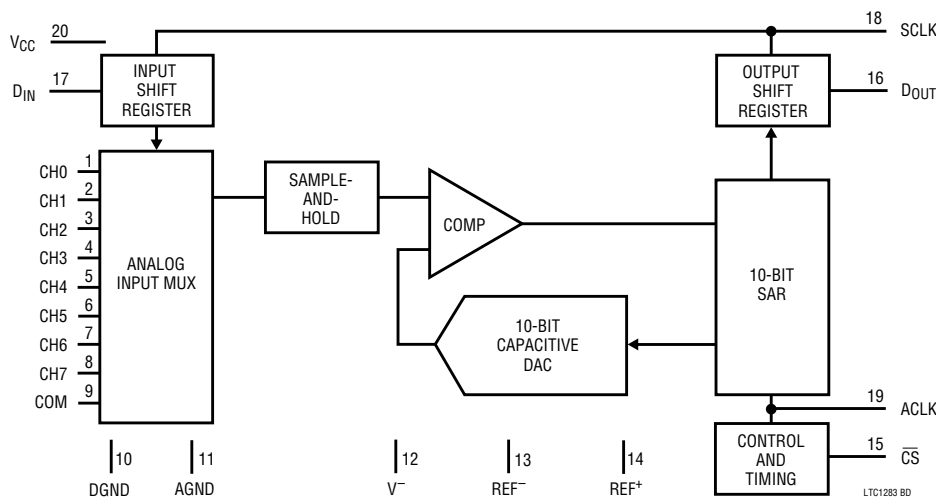 VCC 20
18 SCLK
DIN 17
INPUT
SHIFT
REGISTER
OUTPUT
SHIFT
REGISTER
16 DOUT
CH0 1
CH1 2
CH2 3
CH3 4
CH4 5
CH5 6
CH6 7
CH7 8
COM 9
ANALOG
INPUT MUX
SAMPLE-
AND-
HOLD
COMP
10-BIT
CAPACITIVE
DAC
10-BIT
SAR
19 ACLK
CONTROL
AND
TIMING
15 C̅S̅
10
DGND
11
AGND
12
V⁻
13
REF⁻
14
REF⁺
LTC1283 BD